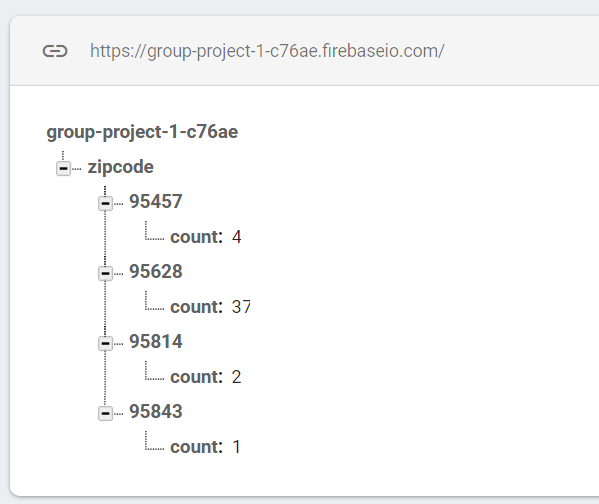 https://group-project-1-c76ae.firebaseio.com/
group-project-1-c76ae
zipcode
95457
count: 4
95628
count: 37
95814
count: 2
95843
count: 1